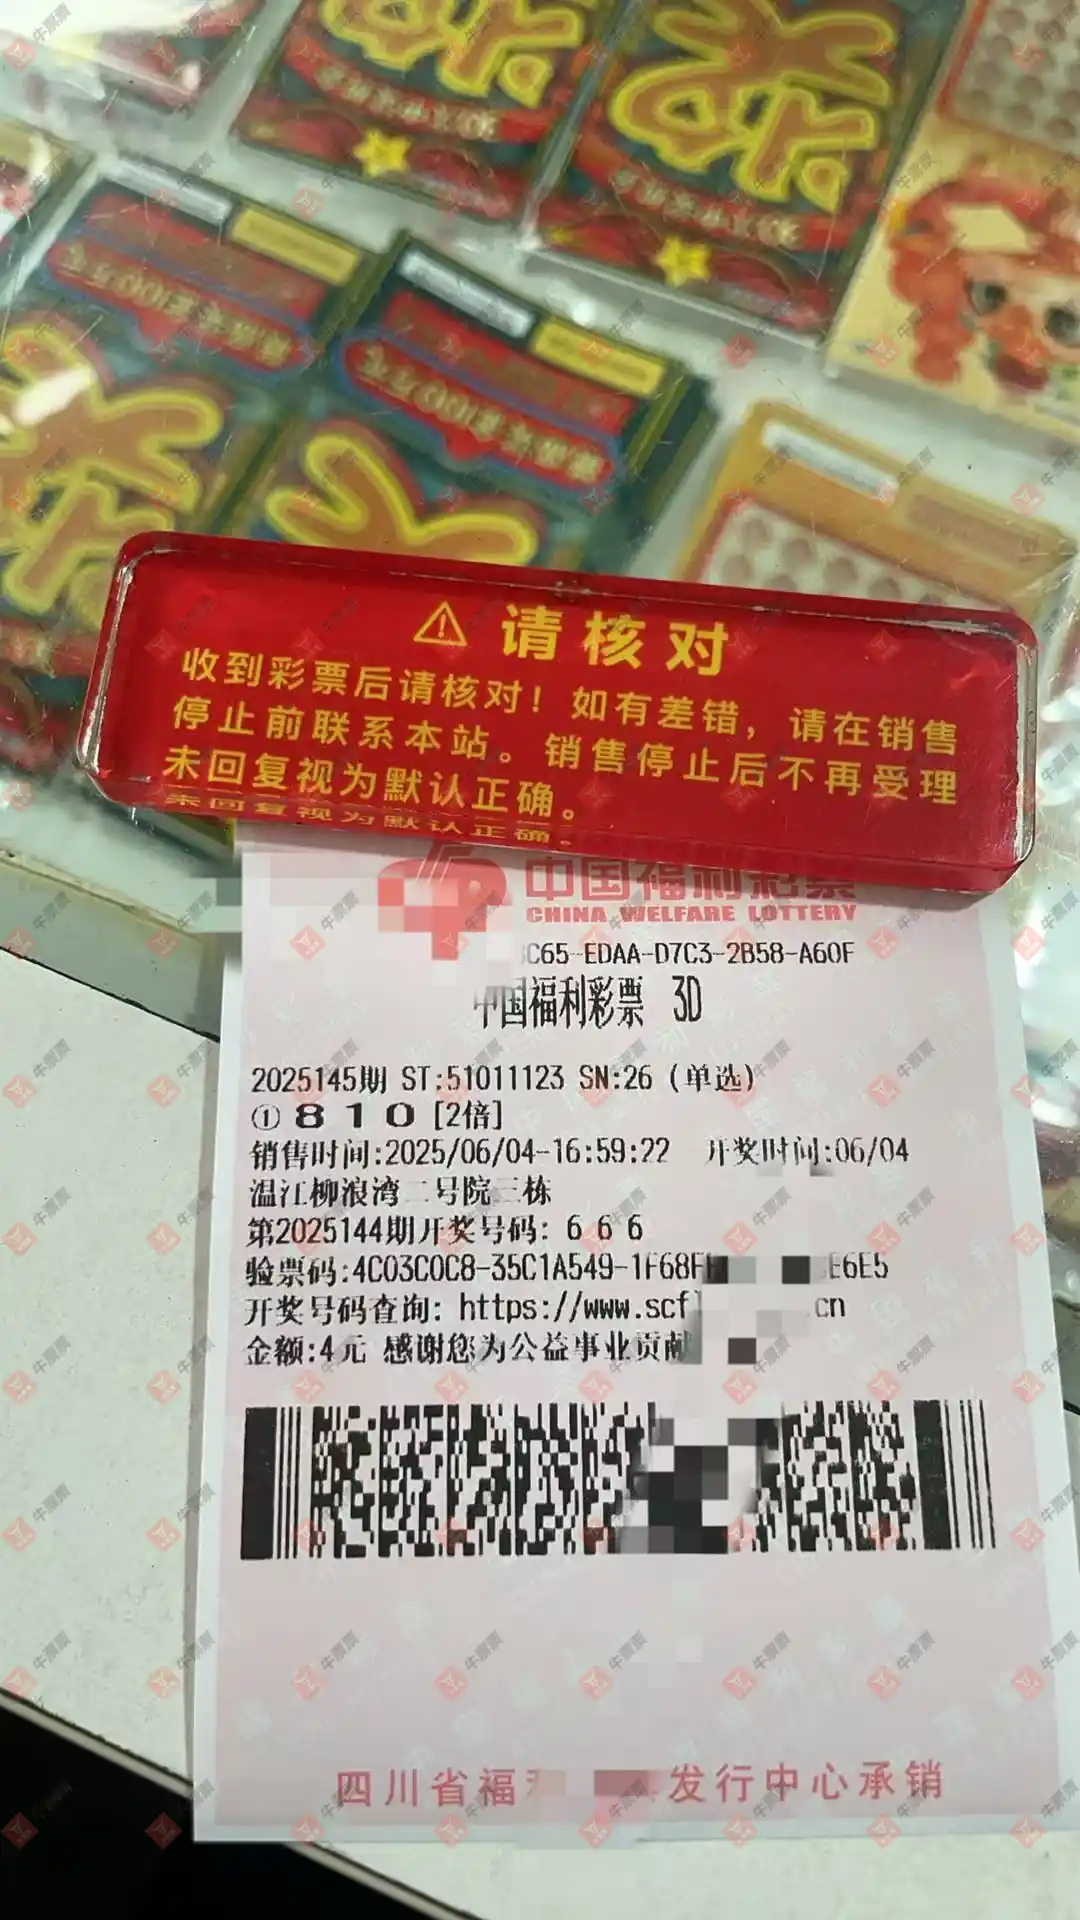 请核对
收到彩票后请核对！如有差错，请在销售
停止前联系本站。销售停止后不再受理
未回复视为默认正确。
中国福利彩票
CHINA WELFARE LOTTERY
C65-EDAA-D7C3-2B58-A60F
中国福利彩票 3D
2025145期 ST:51011123 SN:26 (单选)
① 8 1 0 [2倍]
销售时间:2025/06/04-16:59:22 开奖时间:06/04
温江柳浪湾二号院三栋
第2025144期开奖号码: 6 6 6
验票码:4C03C0C8-35C1A549-1F68F E6E5
开奖号码查询: https://www.scf .cn
金额:4元 感谢您为公益事业贡献
四川省福 发行中心承销
牛票票